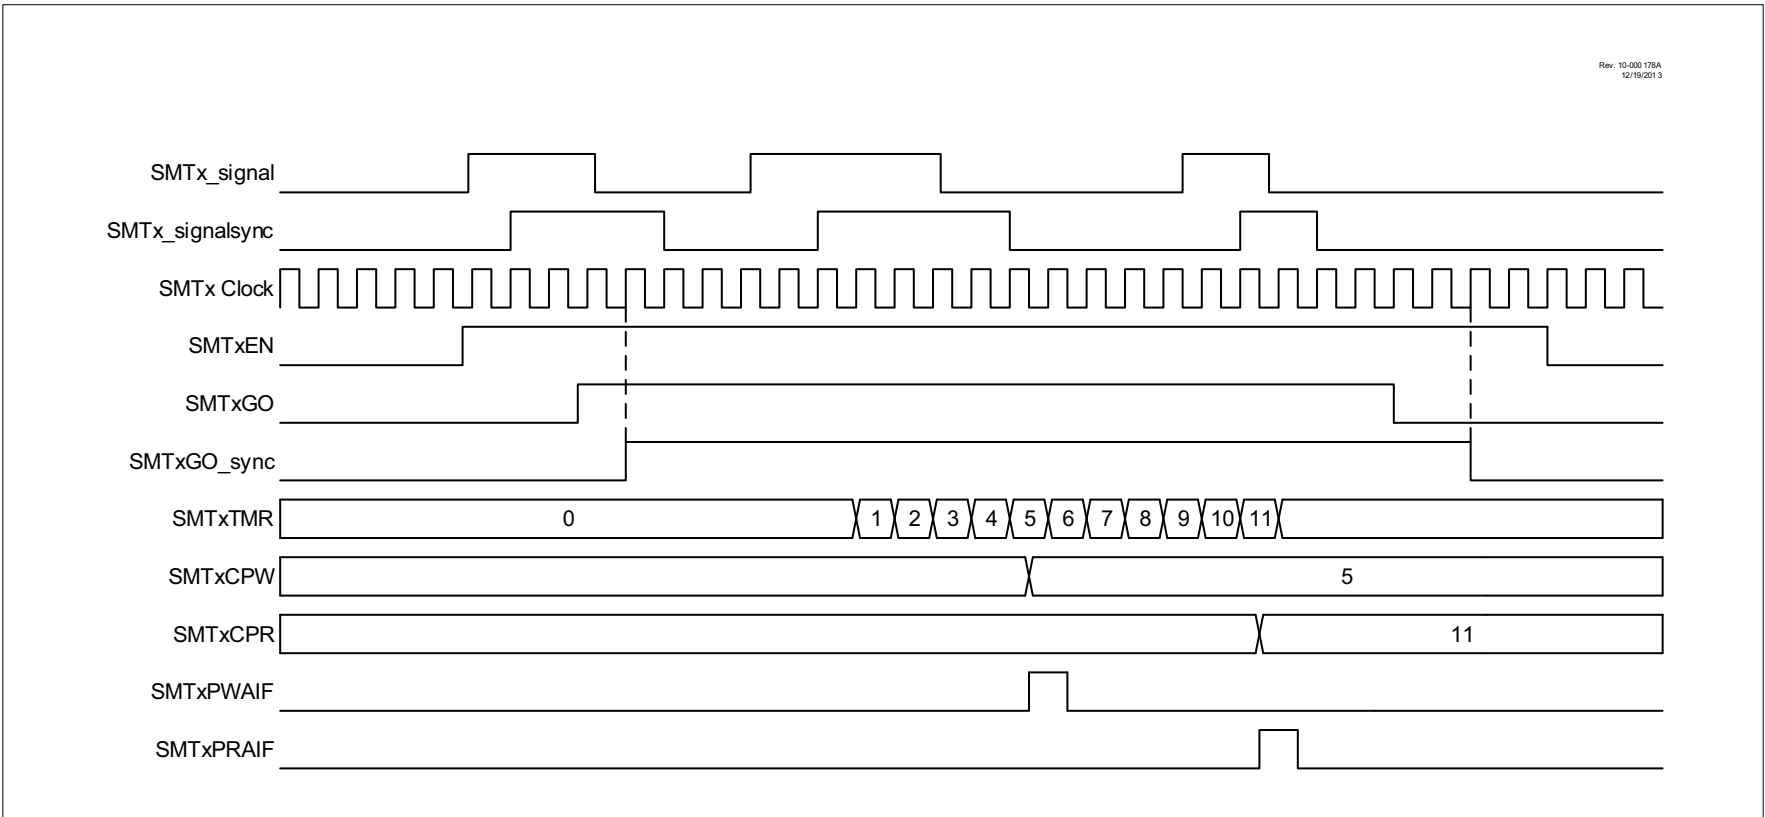 Rev. 10-000 178A
12/19/201 3
SMTx_signal
SMTx_signalsync
SMTx Clock
SMTxEN
SMTxGO
SMTxGO_sync
SMTxTMR 0 1 2 3 4 5 6 7 8 9 10 11
SMTxCPW 5
SMTxCPR 11
SMTxPWAIF
SMTxPRAIF